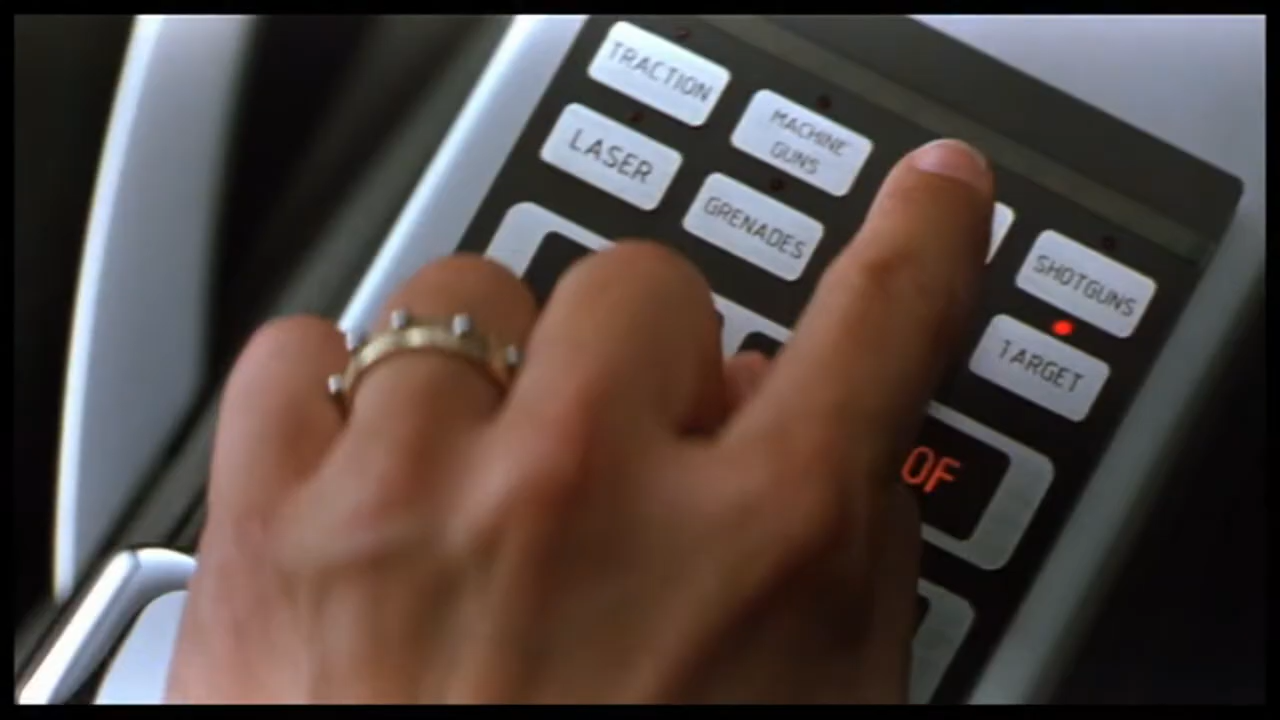 TRACTION
MACHINE
GUNS
SHOTGUNS
LASER
GRENADES
TARGET
OF